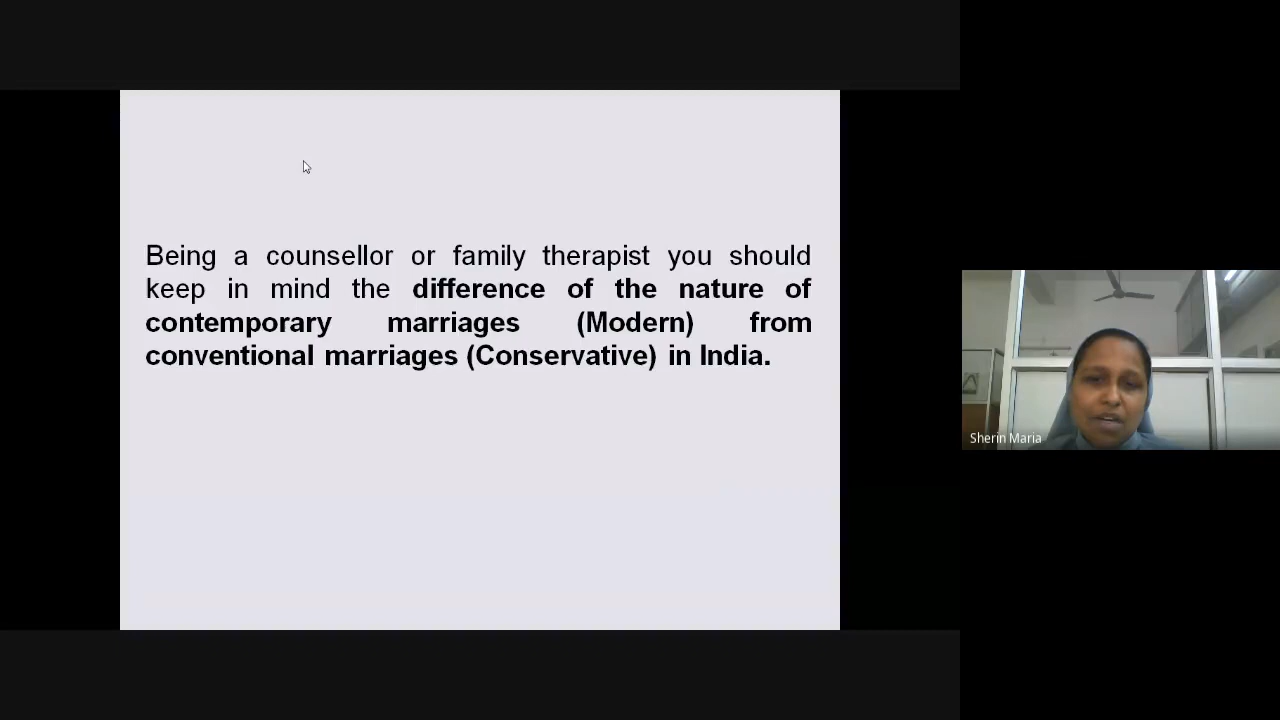 Being a counsellor or family therapist you should
keep in mind the difference of the nature of
contemporary marriages (Modern) from
conventional marriages (Conservative) in India.
Sherin Maria